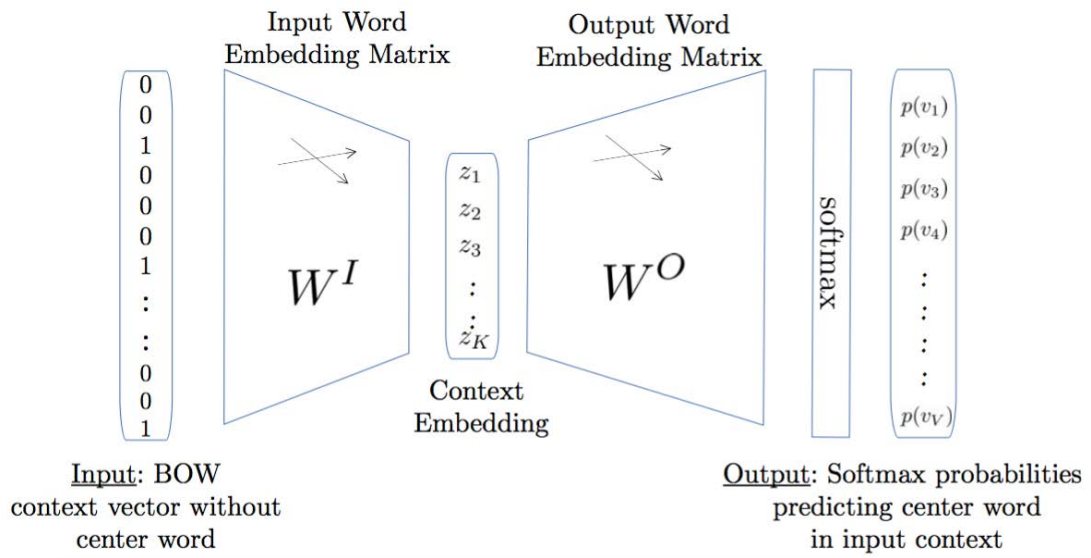 Input Word
Embedding Matrix
Output Word
Embedding Matrix
0
0
1
0
0
0
1
:
:
0
0
1
W^I
z_1
z_2
z_3
:
:
z_K
Context
Embedding
W^O
softmax
p(v_1)
p(v_2)
p(v_3)
p(v_4)
:
:
:
:
p(v_V)
Input: BOW
context vector without
center word
Output: Softmax probabilities
predicting center word
in input context